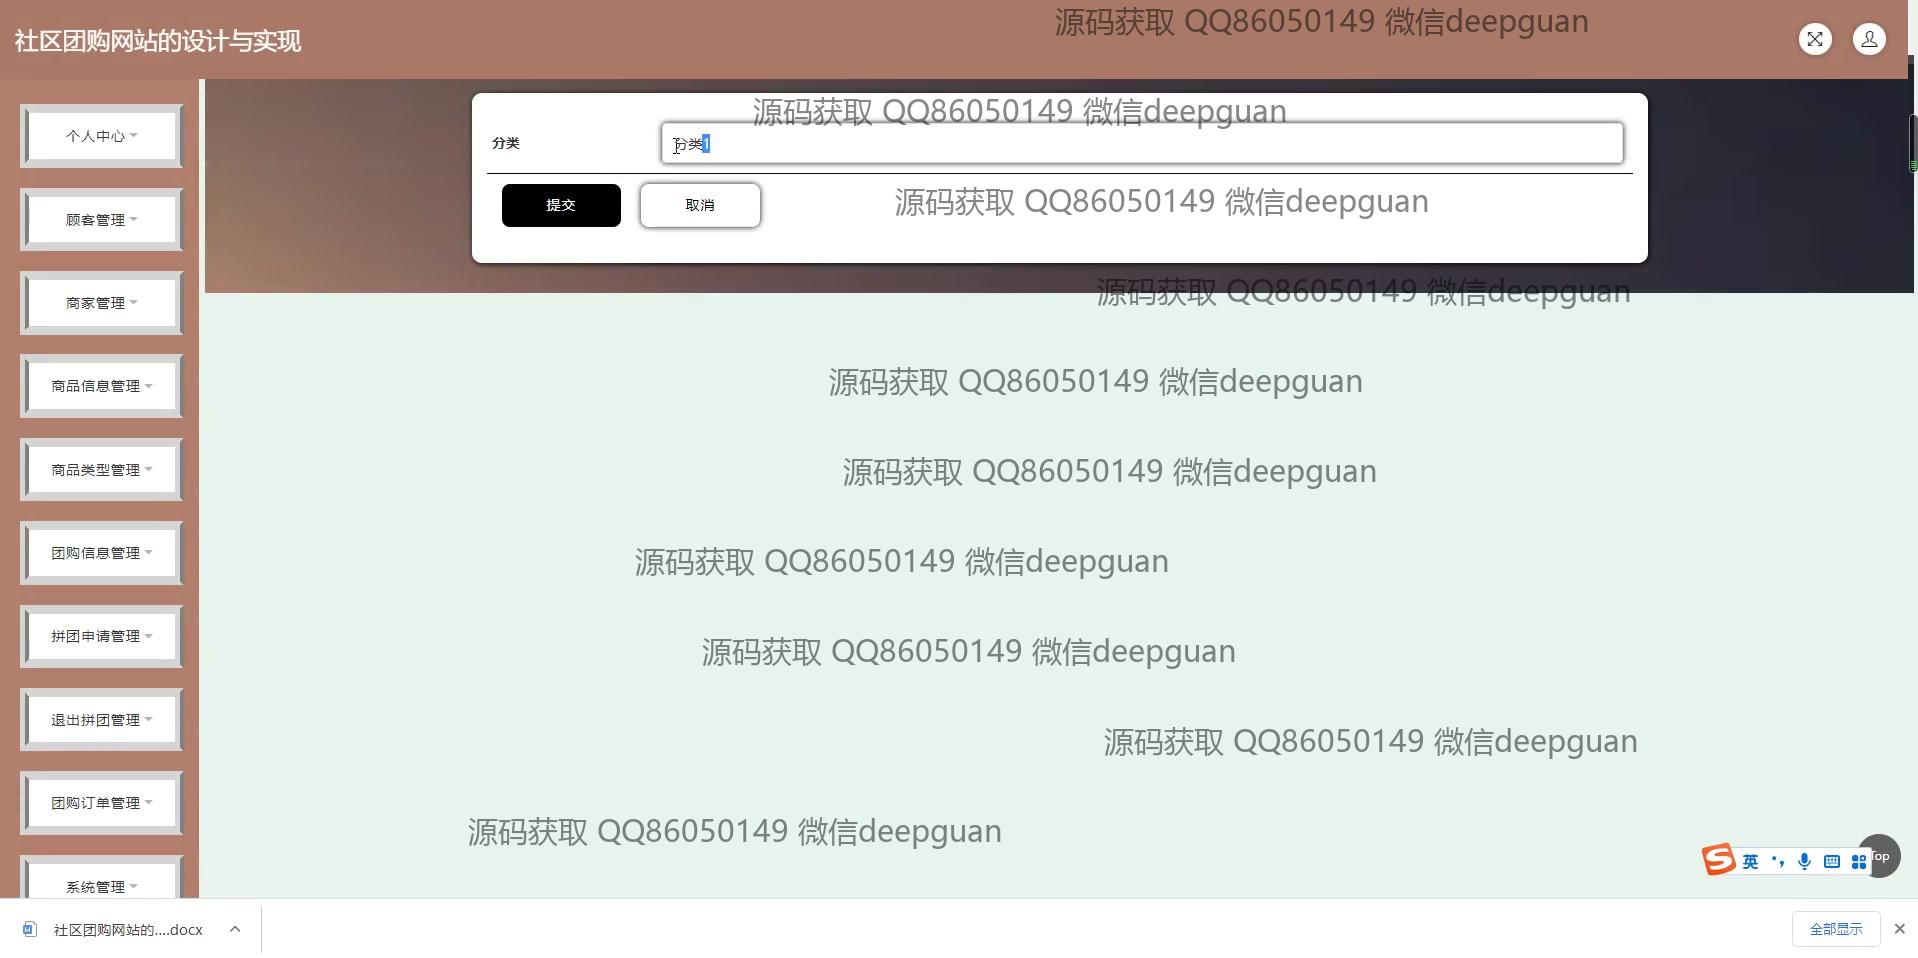 源码获取 QQ86050149 微信deepguan
社区团购网站的设计与实现
个人中心
源码获取 QQ86050149 微信deepguan
分类
分类1
顾客管理
提交
取消
源码获取 QQ86050149 微信deepguan
商家管理
源码获取 QQ86050149 微信deepguan
商品信息管理
源码获取 QQ86050149 微信deepguan
商品类型管理
源码获取 QQ86050149 微信deepguan
团购信息管理
源码获取 QQ86050149 微信deepguan
拼团申请管理
源码获取 QQ86050149 微信deepguan
退出拼团管理
源码获取 QQ86050149 微信deepguan
团购订单管理
源码获取 QQ86050149 微信deepguan
系统管理
英
Top
社区团购网站的....docx
全部显示